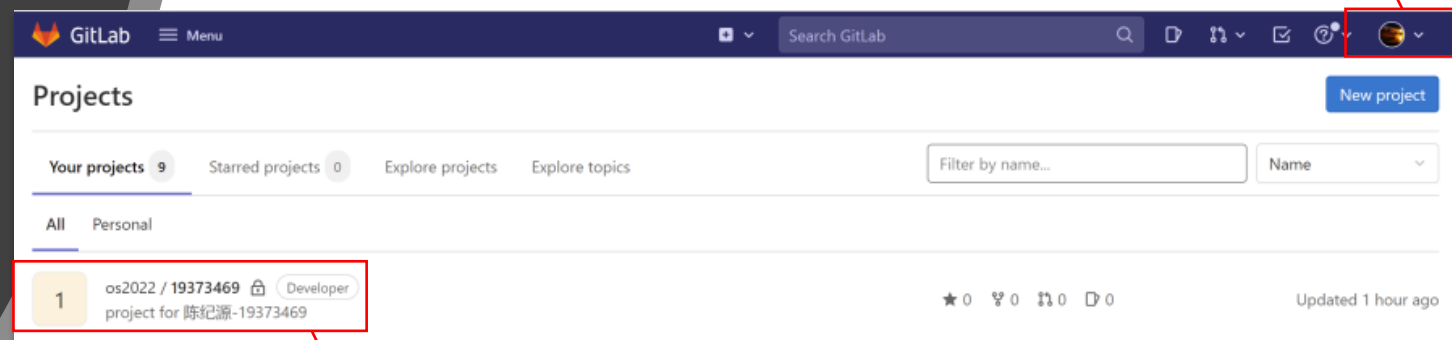 GitLab Menu Search GitLab
Projects New project
Your projects 9 Starred projects 0 Explore projects Explore topics Filter by name... Name
All Personal
1 os2022 / 19373469 Developer
project for 陈纪源-19373469
0 0 0 0 Updated 1 hour ago